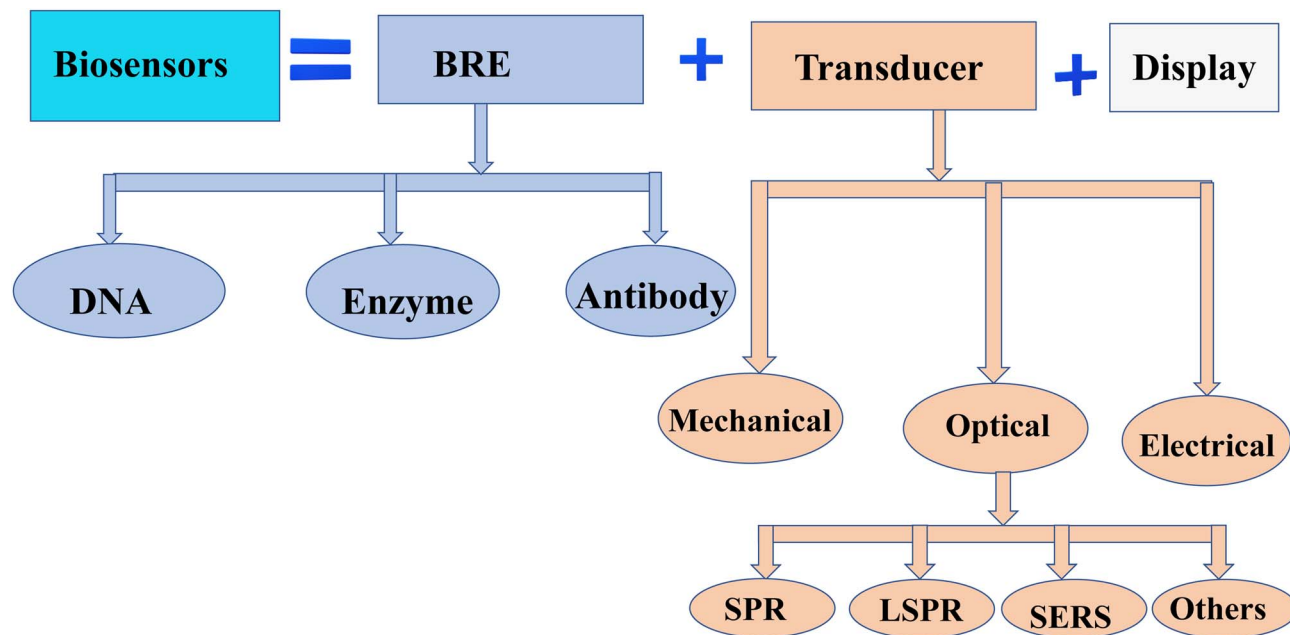 Biosensors = BRE + Transducer + Display
DNA Enzyme Antibody
Mechanical Optical Electrical
SPR LSPR SERS Others